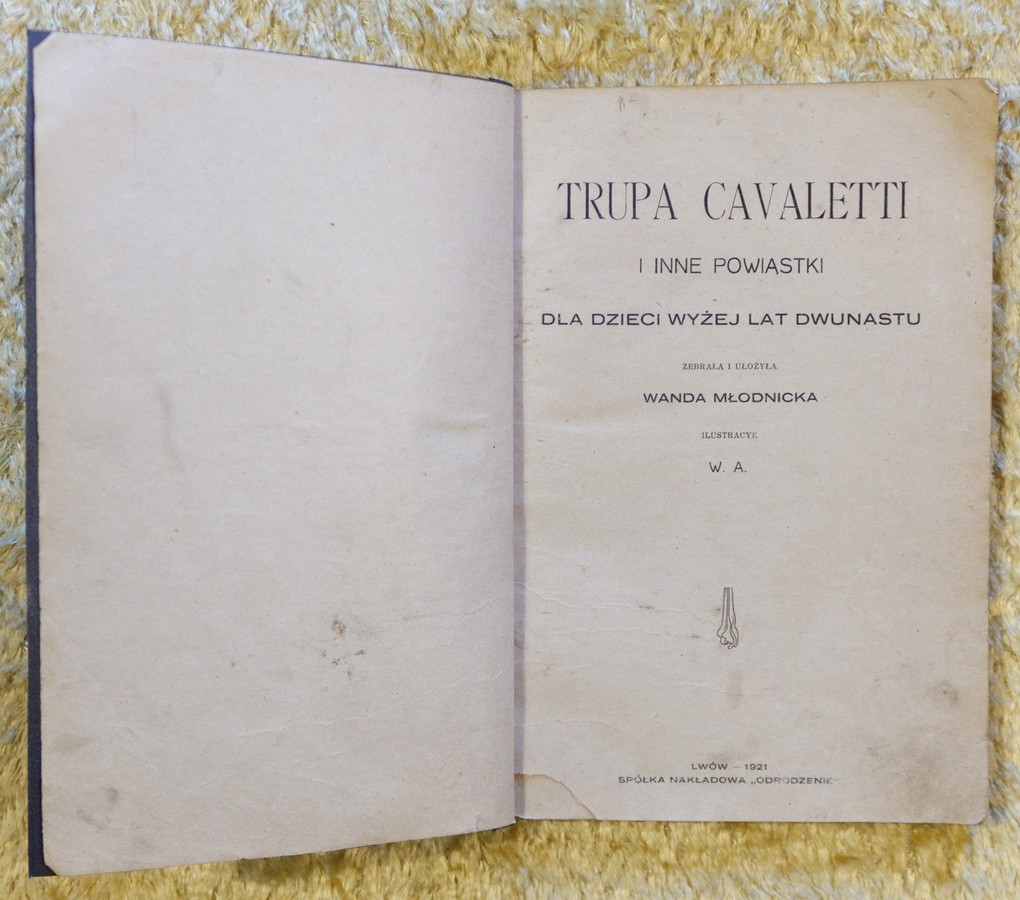 TRUPA CAVALETTI
I INNE POWIASTKI
DLA DZIECI WYŻEJ LAT DWUNASTU
ZEBRAŁA I UŁOŻYŁA
WANDA MŁODNICKA
ILUSTRACYE
W. A.
LWÓW — 1921
SPÓŁKA NAKŁADOWA „ODRODZENIE“